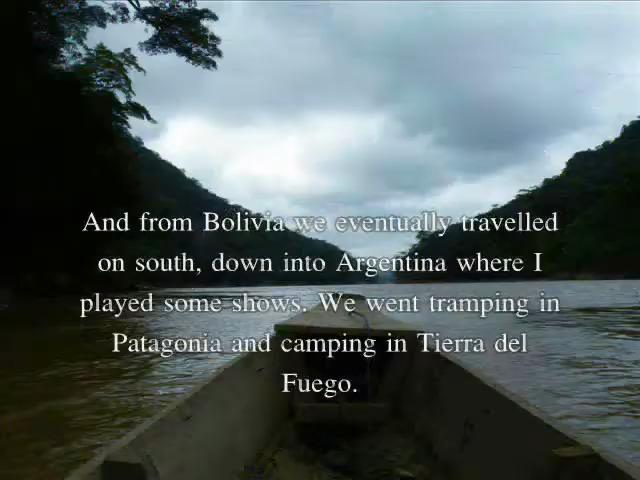 And from Bolivia we eventually travelled
on south, down into Argentina where I
played some shows. We went tramping in
Patagonia and camping in Tierra del
Fuego.